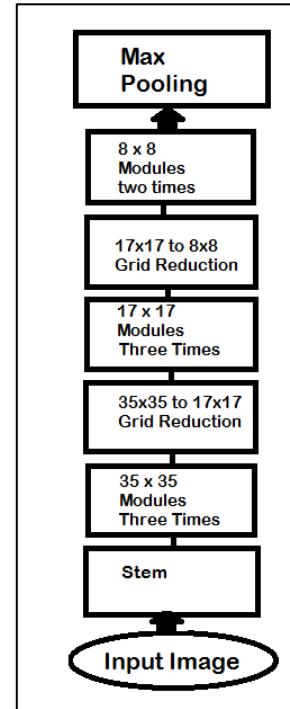 Max
Pooling
8 x 8
Modules
two times
17x17 to 8x8
Grid Reduction
17 x 17
Modules
Three Times
35x35 to 17x17
Grid Reduction
35 x 35
Modules
Three Times
Stem
Input Image